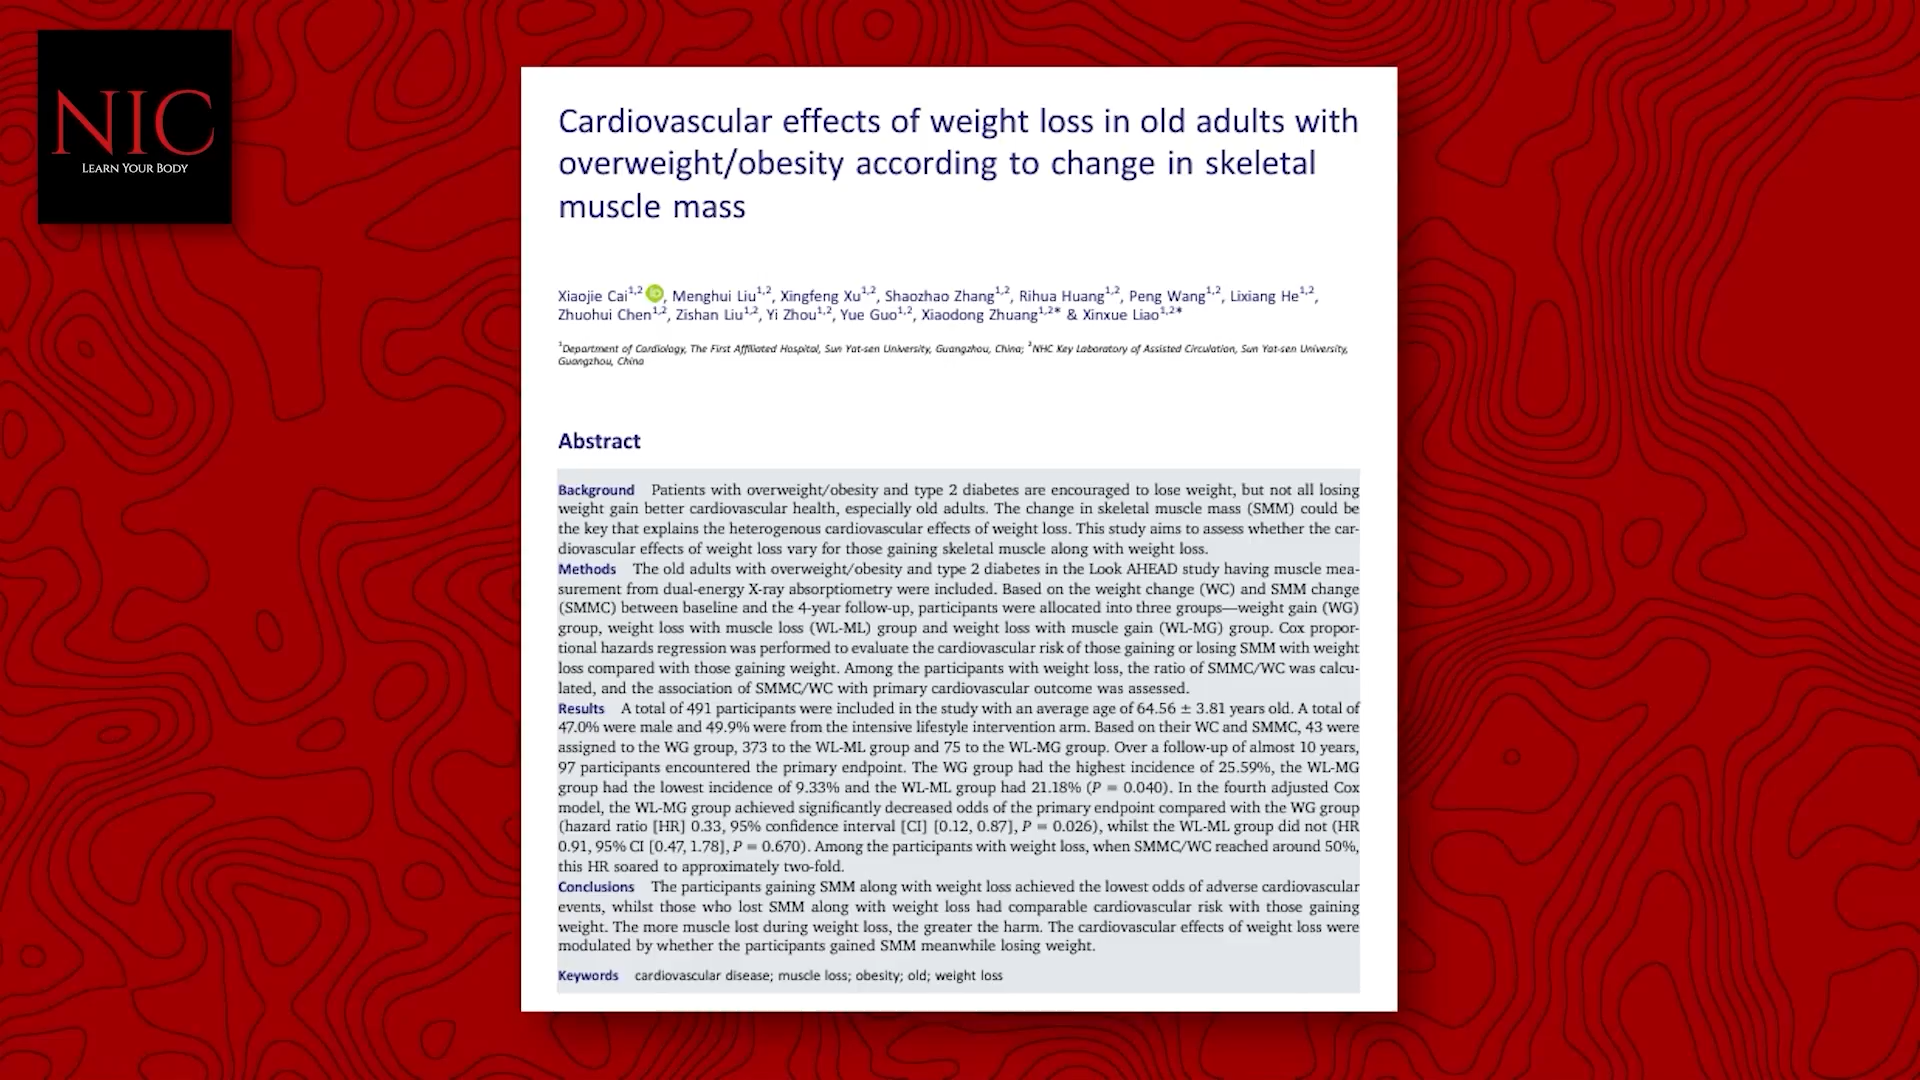 NIC
LEARN YOUR BODY
Cardiovascular effects of weight loss in old adults with
overweight/obesity according to change in skeletal
muscle mass
Xiaojie Cai1,2 iD, Menghui Liu1,2, Xingfeng Xu1,2, Shaozhao Zhang1,2, Rihua Huang1,2, Peng Wang1,2, Lixiang He1,2,
Zhuohui Chen1,2, Zishan Liu1,2, Yi Zhou1,2, Yue Guo1,2, Xiaodong Zhuang1,2* & Xinxue Liao1,2*
1Department of Cardiology, The First Affiliated Hospital, Sun Yat-sen University, Guangzhou, China; 2NHC Key Laboratory of Assisted Circulation, Sun Yat-sen University,
Guangzhou, China
Abstract
Background Patients with overweight/obesity and type 2 diabetes are encouraged to lose weight, but not all losing
weight gain better cardiovascular health, especially old adults. The change in skeletal muscle mass (SMM) could be
the key that explains the heterogenous cardiovascular effects of weight loss. This study aims to assess whether the car-
diovascular effects of weight loss vary for those gaining skeletal muscle along with weight loss.
Methods The old adults with overweight/obesity and type 2 diabetes in the Look AHEAD study having muscle mea-
surement from dual-energy X-ray absorptiometry were included. Based on the weight change (WC) and SMM change
(SMMC) between baseline and the 4-year follow-up, participants were allocated into three groups—weight gain (WG)
group, weight loss with muscle loss (WL-ML) group and weight loss with muscle gain (WL-MG) group. Cox propor-
tional hazards regression was performed to evaluate the cardiovascular risk of those gaining or losing SMM with weight
loss compared with those gaining weight. Among the participants with weight loss, the ratio of SMMC/WC was calcu-
lated, and the association of SMMC/WC with primary cardiovascular outcome was assessed.
Results A total of 491 participants were included in the study with an average age of 64.56 ± 3.81 years old. A total of
47.0% were male and 49.9% were from the intensive lifestyle intervention arm. Based on their WC and SMMC, 43 were
assigned to the WG group, 373 to the WL-ML group and 75 to the WL-MG group. Over a follow-up of almost 10 years,
97 participants encountered the primary endpoint. The WG group had the highest incidence of 25.59%, the WL-MG
group had the lowest incidence of 9.33% and the WL-ML group had 21.18% (P = 0.040). In the fourth adjusted Cox
model, the WL-MG group achieved significantly decreased odds of the primary endpoint compared with the WG group
(hazard ratio [HR] 0.33, 95% confidence interval [CI] [0.12, 0.87], P = 0.026), whilst the WL-ML group did not (HR
0.91, 95% CI [0.47, 1.78], P = 0.670). Among the participants with weight loss, when SMMC/WC reached around 50%,
this HR soared to approximately two-fold.
Conclusions The participants gaining SMM along with weight loss achieved the lowest odds of adverse cardiovascular
events, whilst those who lost SMM along with weight loss had comparable cardiovascular risk with those gaining
weight. The more muscle lost during weight loss, the greater the harm. The cardiovascular effects of weight loss were
modulated by whether the participants gained SMM meanwhile losing weight.
Keywords cardiovascular disease; muscle loss; obesity; old; weight loss